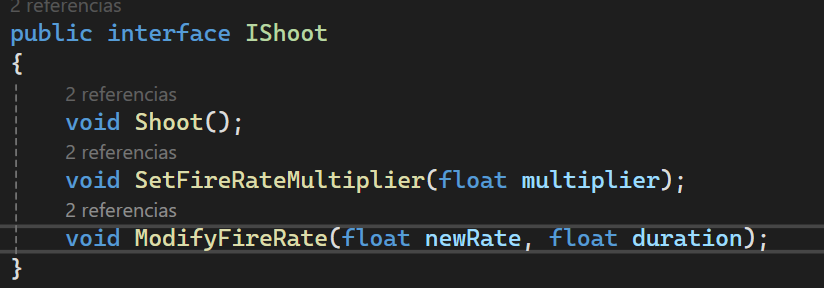 2 referencias
public interface IShoot
{
2 referencias
void Shoot();
2 referencias
void SetFireRateMultiplier(float multiplier);
2 referencias
void ModifyFireRate(float newRate, float duration);
}